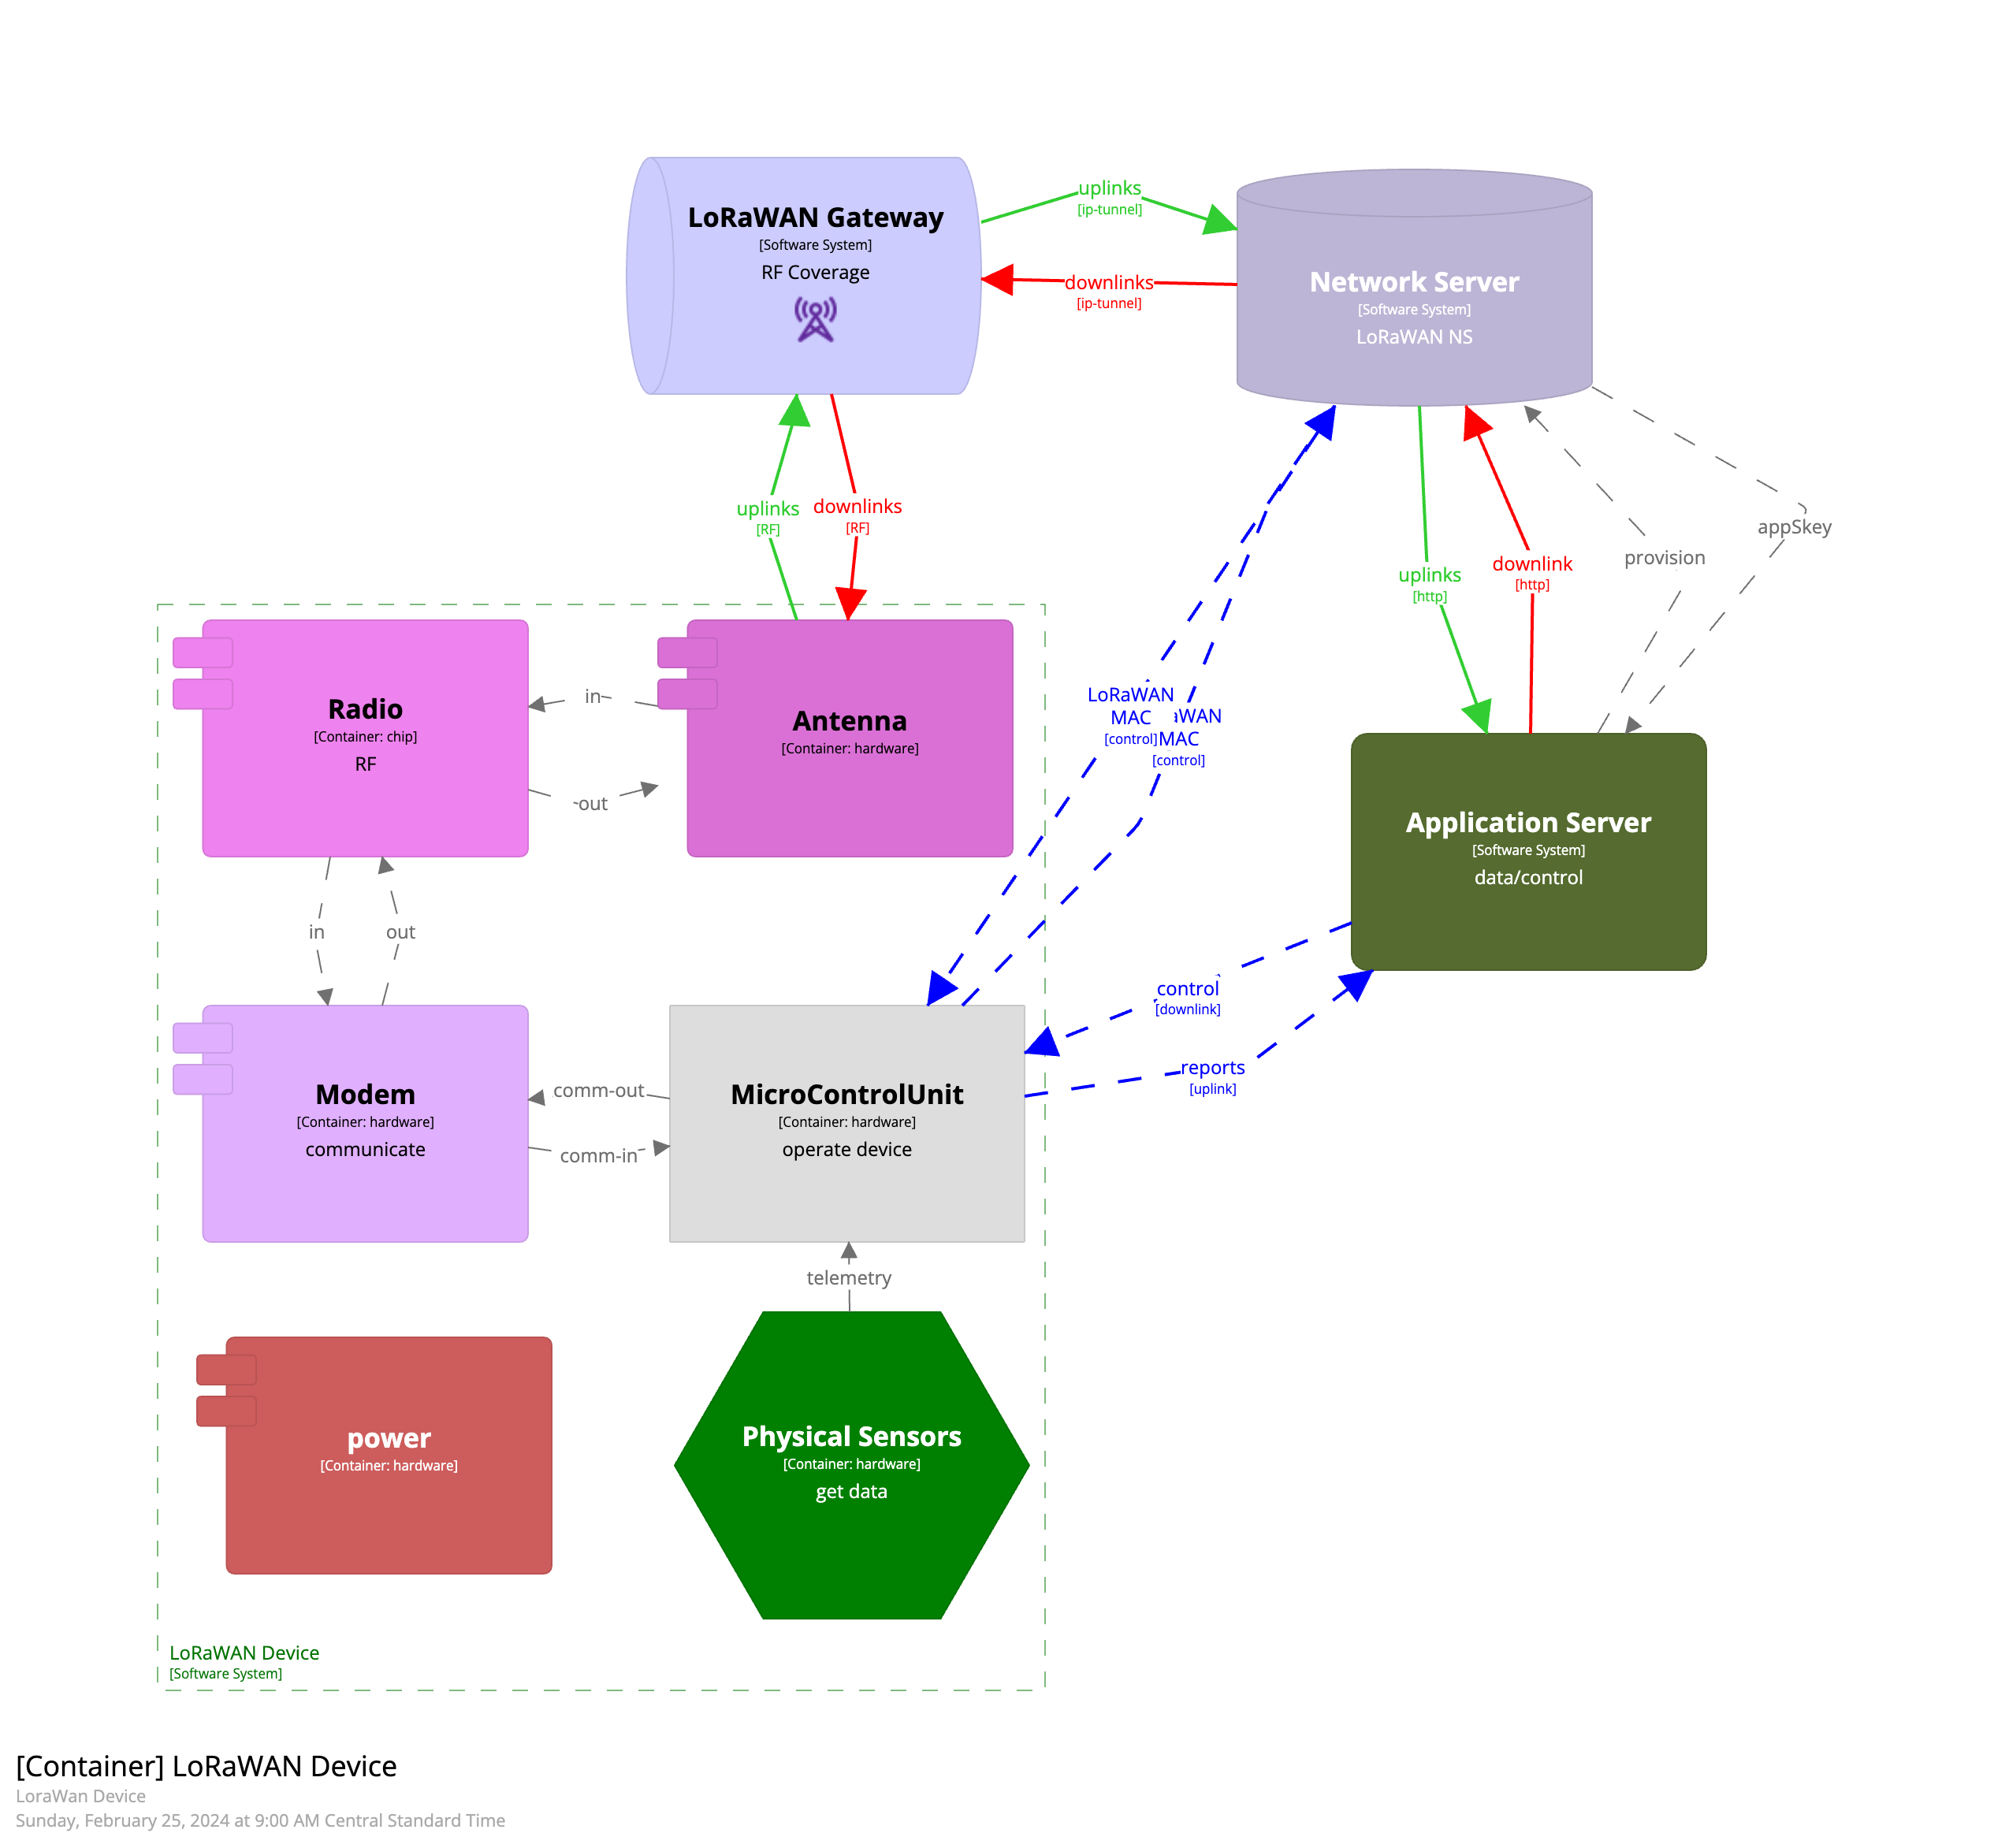 LoRaWAN Gateway
[Software System]
RF Coverage
uplinks
[ip-tunnel]
downlinks
[ip-tunnel]
Network Server
[Software System]
LoRaWAN NS
uplinks
[RF]
downlinks
[RF]
uplinks
[http]
downlink
[http]
provision
appSkey
Radio
[Container: chip]
RF
in
out
Antenna
[Container: hardware]
LoRaWAN
MAC
[control]
aWAN
MAC
[control]
Application Server
[Software System]
data/control
in
out
control
[downlink]
reports
[uplink]
Modem
[Container: hardware]
communicate
comm-out
comm-in
MicroControlUnit
[Container: hardware]
operate device
telemetry
power
[Container: hardware]
Physical Sensors
[Container: hardware]
get data
LoRaWAN Device
[Software System]
[Container] LoRaWAN Device
LoraWan Device
Sunday, February 25, 2024 at 9:00 AM Central Standard Time